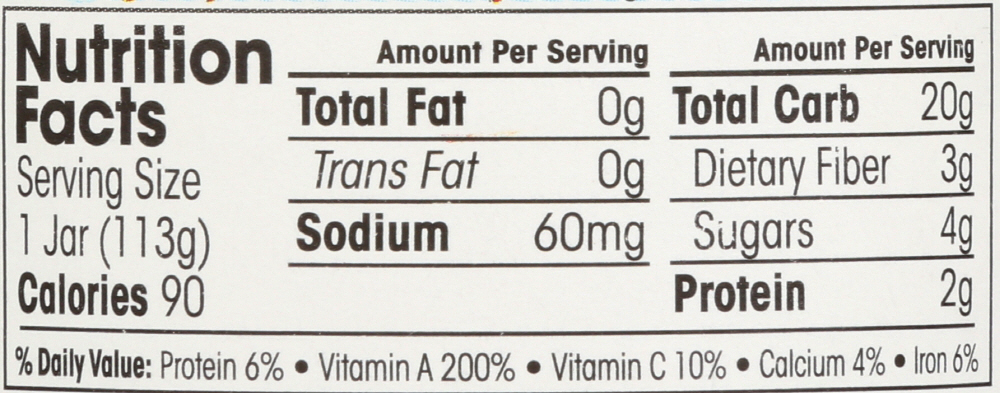 Nutrition
Facts
Serving Size
1 Jar (113g)
Calories 90
Amount Per Serving
Total Fat 0g
Trans Fat 0g
Sodium 60mg
Amount Per Serving
Total Carb 20g
Dietary Fiber 3g
Sugars 4g
Protein 2g
% Daily Value: Protein 6% • Vitamin A 200% • Vitamin C 10% • Calcium 4% • Iron 6%